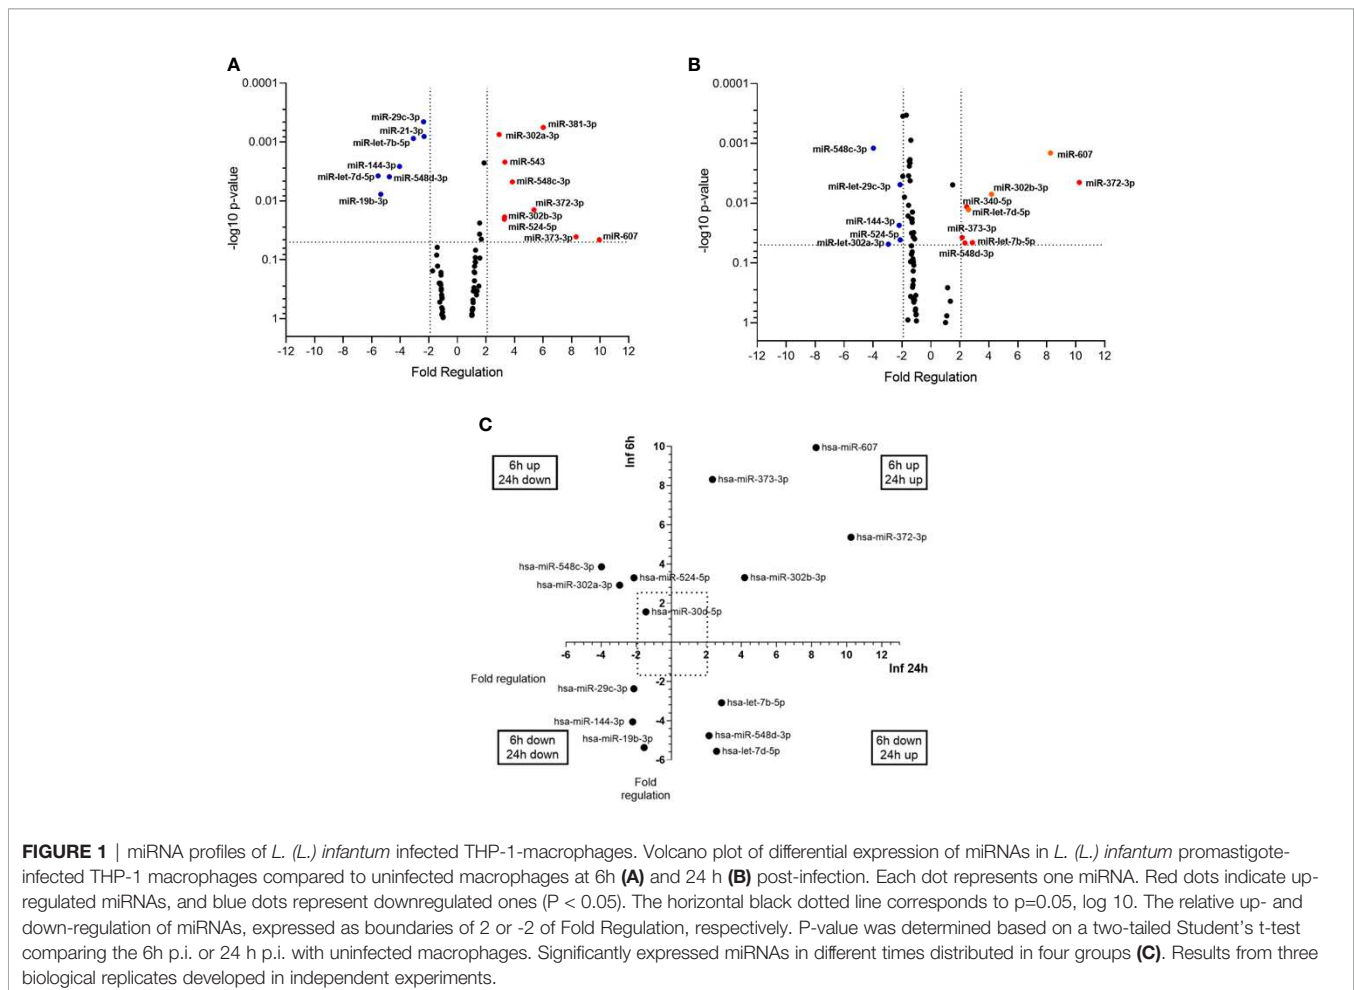 A
0.0001
0.001
0.01
0.1
1
-log10 p-value
miR-29c-3p
miR-21-3p
miR-let-7b-5p
miR-144-3p
miR-let-7d-5p
miR-548d-3p
miR-19b-3p
miR-381-3p
miR-302a-3p
miR-543
miR-548c-3p
miR-372-3p
miR-302b-3p
miR-524-5p
miR-373-3p
miR-607
-12 -10 -8 -6 -4 -2 0 2 4 6 8 10 12
Fold Regulation
B
0.0001
0.001
0.01
0.1
1
-log10 p-value
miR-548c-3p
miR-let-29c-3p
miR-144-3p
miR-524-5p
miR-let-302a-3p
miR-607
miR-372-3p
miR-302b-3p
miR-340-5p
miR-let-7d-5p
miR-373-3p
miR-let-7b-5p
miR-548d-3p
-12 -10 -8 -6 -4 -2 0 2 4 6 8 10 12
Fold Regulation
C
Inf 6h
10
8
6
4
2
-2
-4
-6
6h up
24h down
6h up
24h up
hsa-miR-607
hsa-miR-373-3p
hsa-miR-372-3p
hsa-miR-548c-3p
hsa-miR-524-5p
hsa-miR-302b-3p
hsa-miR-302a-3p
hsa-miR-30d-5p
-6 -4 -2 2 4 6 8 10 12
Inf 24h
Fold regulation
hsa-miR-29c-3p
hsa-let-7b-5p
hsa-miR-144-3p
hsa-miR-19b-3p
hsa-miR-548d-3p
hsa-let-7d-5p
6h down
24h down
6h down
24h up
Fold
regulation
FIGURE 1 | miRNA profiles of L. (L.) infantum infected THP-1-macrophages. Volcano plot of differential expression of miRNAs in L. (L.) infantum promastigote-
infected THP-1 macrophages compared to uninfected macrophages at 6h (A) and 24 h (B) post-infection. Each dot represents one miRNA. Red dots indicate up-
regulated miRNAs, and blue dots represent downregulated ones (P < 0.05). The horizontal black dotted line corresponds to p=0.05, log 10. The relative up- and
down-regulation of miRNAs, expressed as boundaries of 2 or -2 of Fold Regulation, respectively. P-value was determined based on a two-tailed Student's t-test
comparing the 6h p.i. or 24 h p.i. with uninfected macrophages. Significantly expressed miRNAs in different times distributed in four groups (C). Results from three
biological replicates developed in independent experiments.